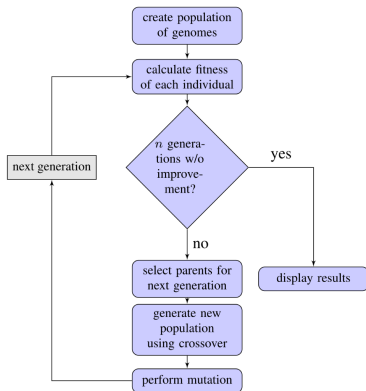 create population
of genomes
calculate fitness
of each individual
n genera-
tions w/o
improve-
ment?
yes
next generation
no
select parents for
next generation
display results
generate new
population
using crossover
perform mutation